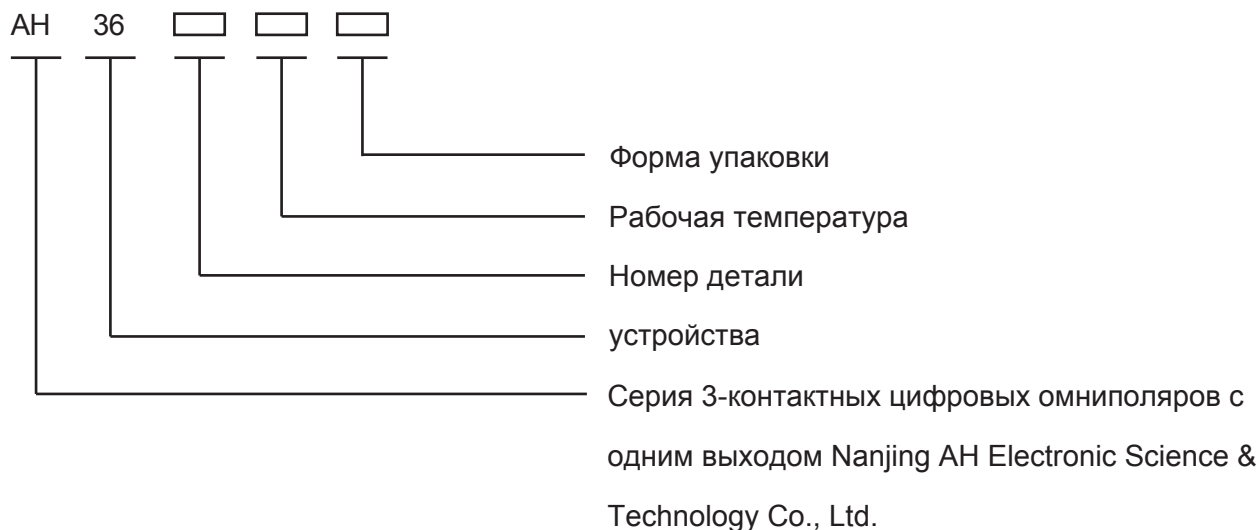 AH 36
Форма упаковки
Рабочая температура
Номер детали
устройства
Серия 3-контактных цифровых омниполяров с
одним выходом Nanjing AH Electronic Science &
Technology Co., Ltd.